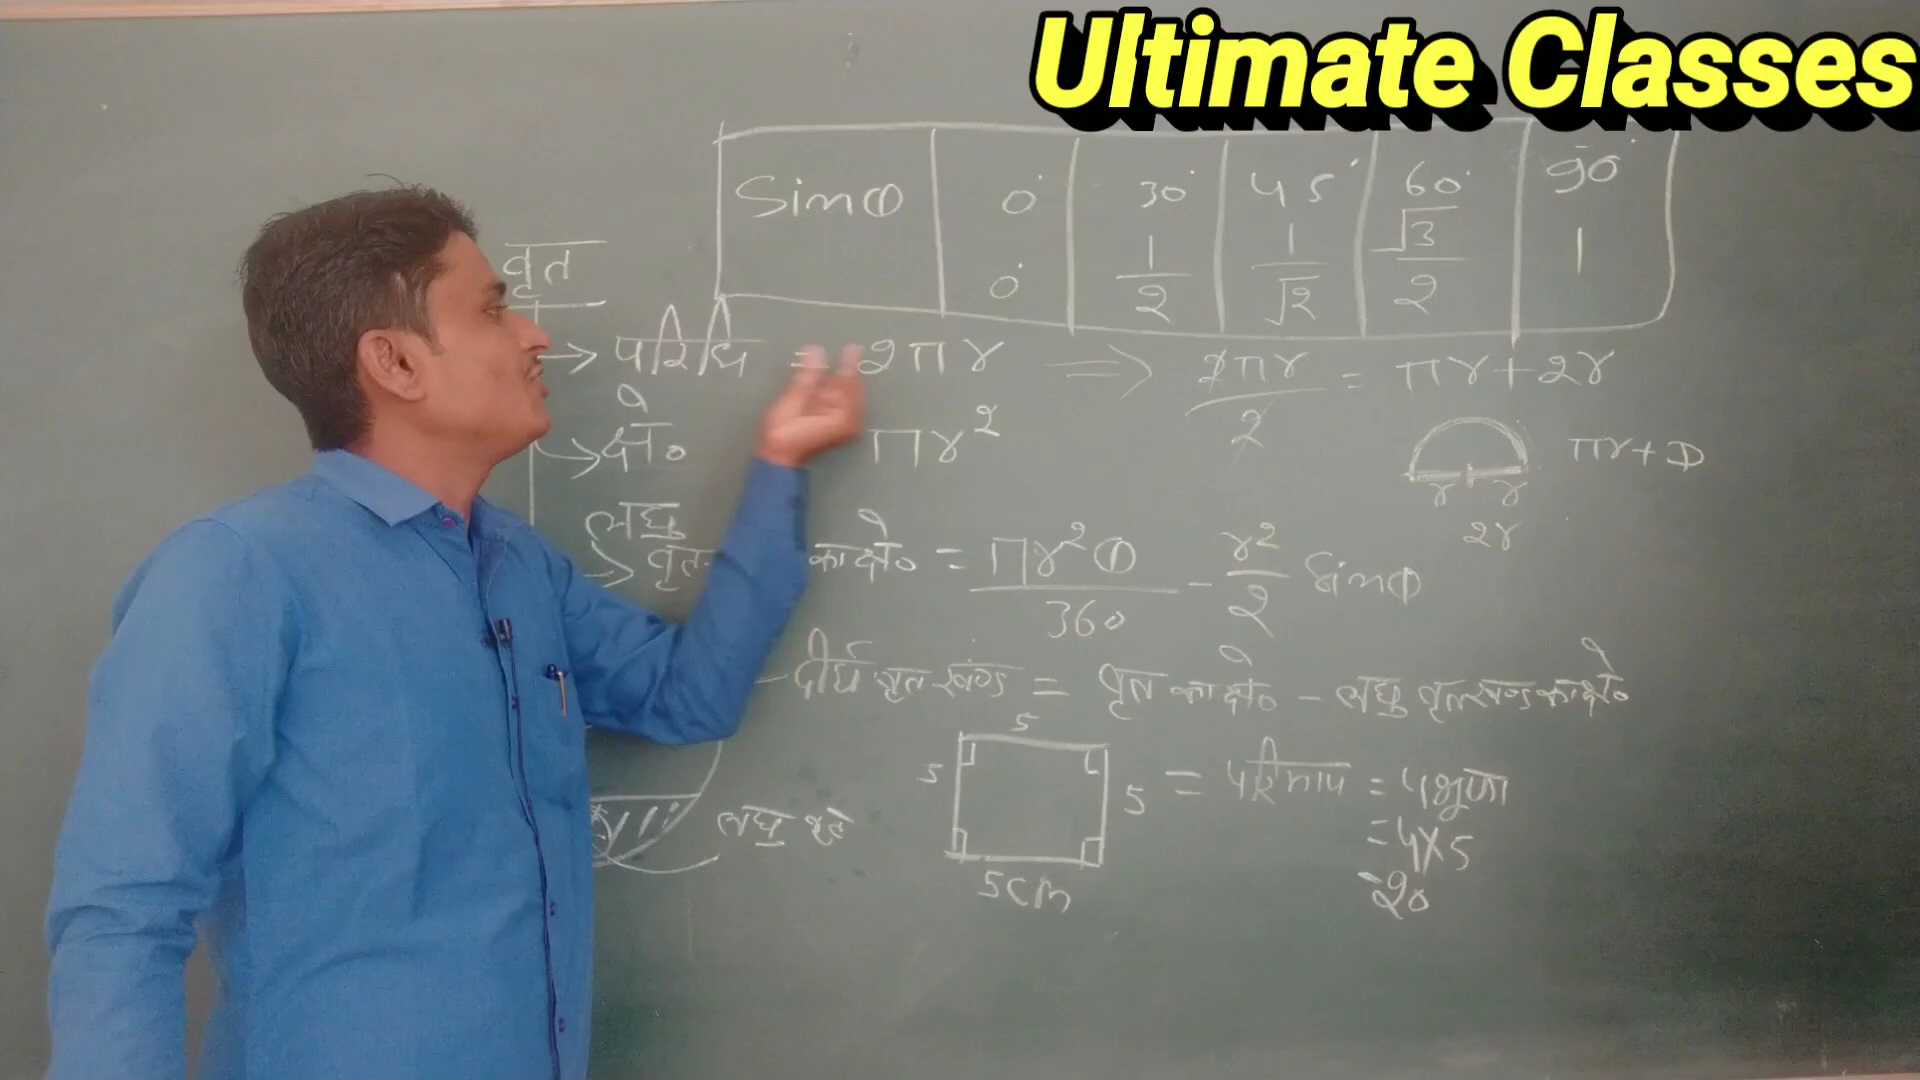 Ultimate Classes
Sinθ 0° 30° 45° 60° 90°
0° 1/2 1/√2 √3/2 1
वृत
→ परिधि = 2πr ⇒ 2πr/2 = πr+2r
→ क्षे० πr²
r r πr+D
2r
लघु
→ वृत का क्षे० = πr²θ/360 - r²/2 Sinθ
- दीर्घ वृत खण्ड = वृत का क्षे० - लघु वृत खण्ड का क्षे०
5
5 5 = परिमाप = 4भुजा
लघु = 4×5
5cm = 20